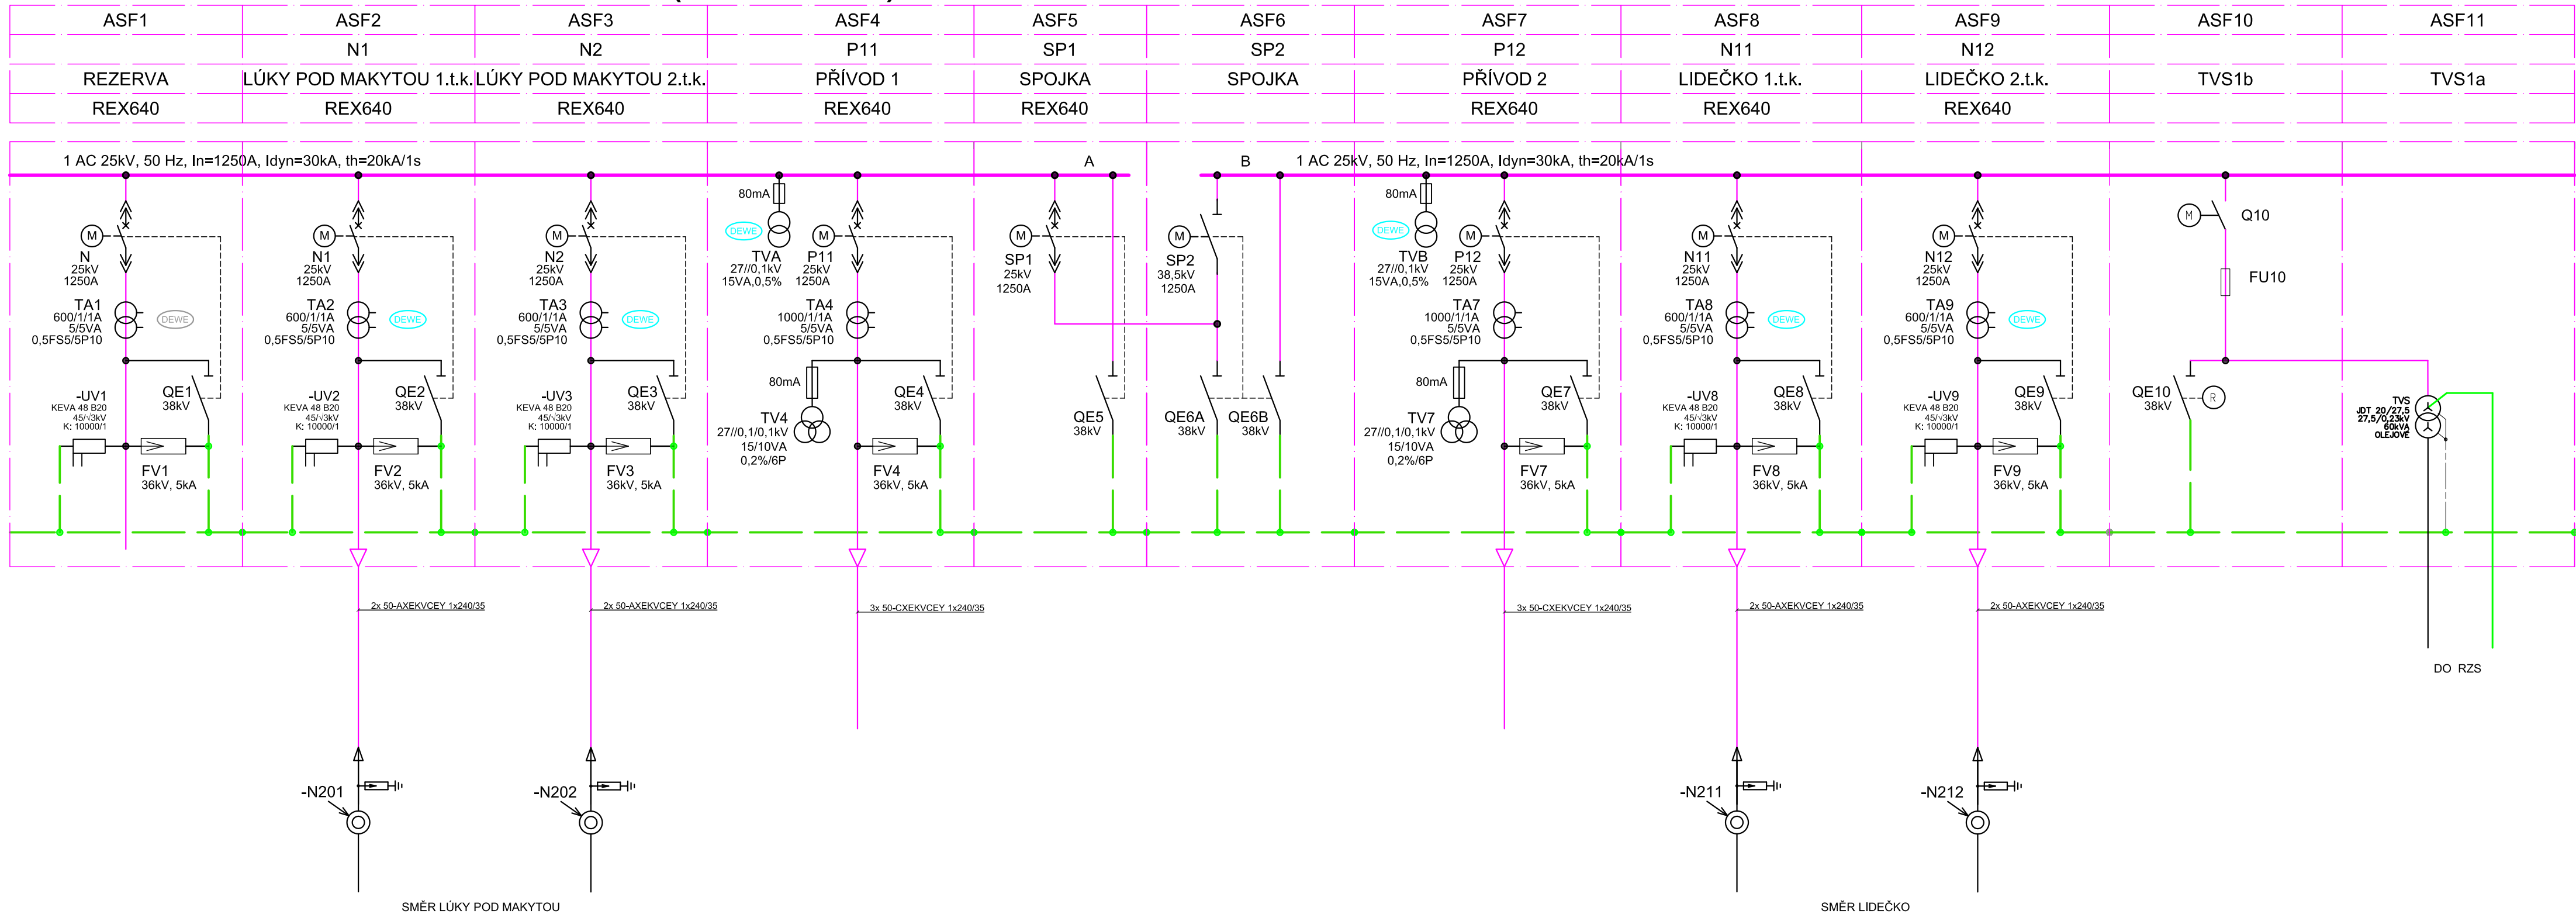 ASF1 ASF2 ASF3 ASF4 ASF5 ASF6 ASF7 ASF8 ASF9 ASF10 ASF11
N1 N2 P11 SP1 SP2 P12 N11 N12
REZERVA LÚKY POD MAKYTOU 1.t.k. LÚKY POD MAKYTOU 2.t.k. PŘÍVOD 1 SPOJKA SPOJKA PŘÍVOD 2 LIDEČKO 1.t.k. LIDEČKO 2.t.k. TVS1b TVS1a
REX640 REX640 REX640 REX640 REX640 REX640 REX640 REX640
1 AC 25kV, 50 Hz, In=1250A, Idyn=30kA, th=20kA/1s
A
B
1 AC 25kV, 50 Hz, In=1250A, Idyn=30kA, th=20kA/1s
M
N
25kV
1250A
TA1
600/1/1A
5/5VA
0,5FS5/5P10
DEWE
-UV1
KEVA 48 B20
45/√3kV
K: 10000/1
QE1
38kV
FV1
36kV, 5kA
M
N1
25kV
1250A
TA2
600/1/1A
5/5VA
0,5FS5/5P10
DEWE
-UV2
KEVA 48 B20
45/√3kV
K: 10000/1
QE2
38kV
FV2
36kV, 5kA
M
N2
25kV
1250A
TA3
600/1/1A
5/5VA
0,5FS5/5P10
DEWE
-UV3
KEVA 48 B20
45/√3kV
K: 10000/1
QE3
38kV
FV3
36kV, 5kA
80mA
DEWE
TVA
27//0,1kV
15VA,0,5%
M
P11
25kV
1250A
TA4
1000/1/1A
5/5VA
0,5FS5/5P10
80mA
TV4
27//0,1/0,1kV
15/10VA
0,2%/6P
QE4
38kV
FV4
36kV, 5kA
M
SP1
25kV
1250A
QE5
38kV
M
SP2
38,5kV
1250A
QE6A
38kV
QE6B
38kV
80mA
DEWE
TVB
27//0,1kV
15VA,0,5%
M
P12
25kV
1250A
TA7
1000/1/1A
5/5VA
0,5FS5/5P10
80mA
TV7
27//0,1/0,1kV
15/10VA
0,2%/6P
QE7
38kV
FV7
36kV, 5kA
M
N11
25kV
1250A
TA8
600/1/1A
5/5VA
0,5FS5/5P10
DEWE
-UV8
KEVA 48 B20
45/√3kV
K: 10000/1
QE8
38kV
FV8
36kV, 5kA
M
N12
25kV
1250A
TA9
600/1/1A
5/5VA
0,5FS5/5P10
DEWE
-UV9
KEVA 48 B20
45/√3kV
K: 10000/1
QE9
38kV
FV9
36kV, 5kA
M
Q10
FU10
QE10
38kV
R
TVS
JDT 20/27,5
27,5/0,23kV
60kVA
OLEJOVÉ
2x 50-AXEKVCEY 1x240/35
2x 50-AXEKVCEY 1x240/35
3x 50-CXEKVCEY 1x240/35
3x 50-CXEKVCEY 1x240/35
2x 50-AXEKVCEY 1x240/35
2x 50-AXEKVCEY 1x240/35
DO RZS
-N201
-N202
-N211
-N212
SMĚR LÚKY POD MAKYTOU
SMĚR LIDEČKO